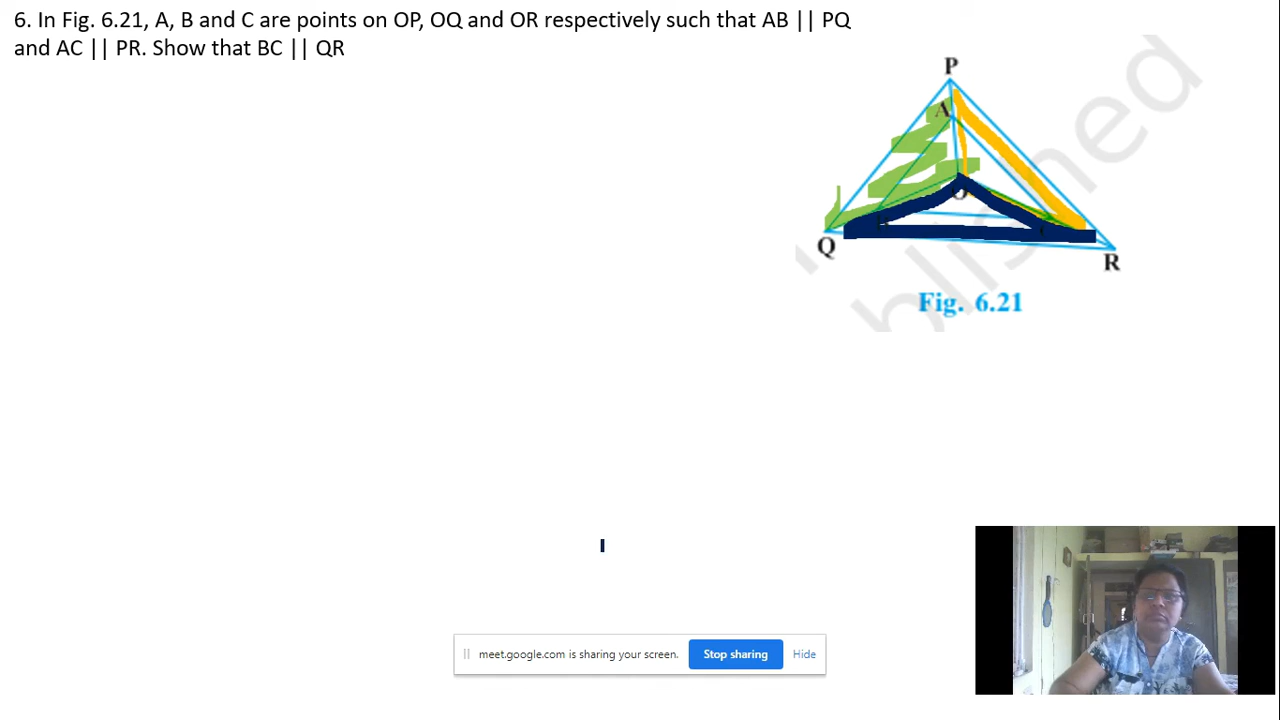 6. In Fig. 6.21, A, B and C are points on OP, OQ and OR respectively such that AB || PQ
and AC || PR. Show that BC || QR
P
A
O
B
Q
R
Fig. 6.21
blished
meet.google.com is sharing your screen.
Stop sharing
Hide